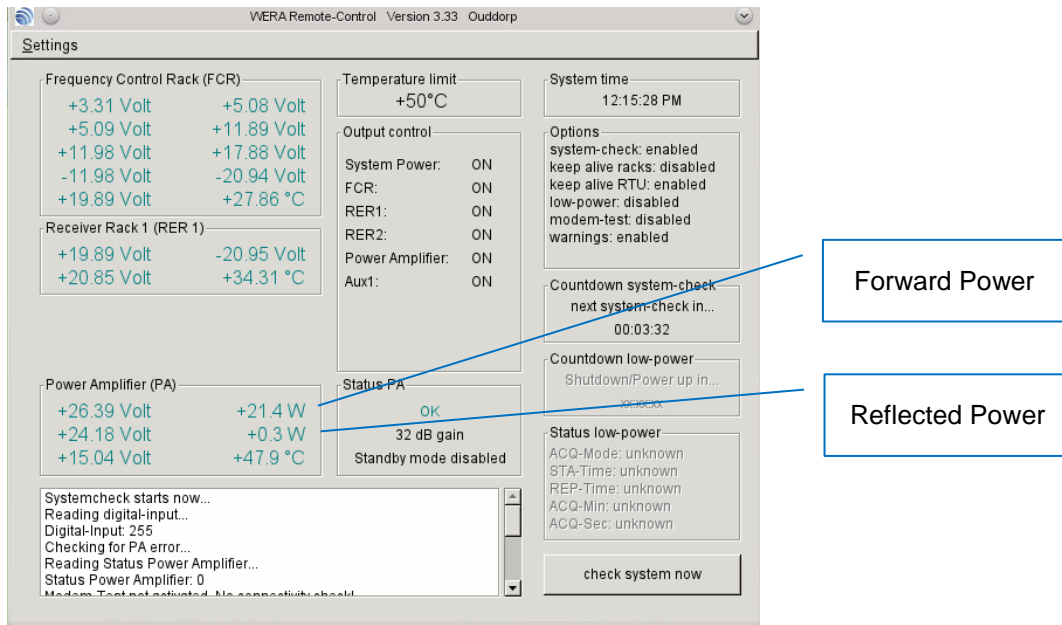 WERA Remote-Control Version 3.33 Ouddorp
Settings
Frequency Control Rack (FCR)
+3.31 Volt +5.08 Volt
+5.09 Volt +11.89 Volt
+11.98 Volt +17.88 Volt
-11.98 Volt -20.94 Volt
+19.89 Volt +27.86 °C
Receiver Rack 1 (RER 1)
+19.89 Volt -20.95 Volt
+20.85 Volt +34.31 °C
Power Amplifier (PA)
+26.39 Volt +21.4 W
+24.18 Volt +0.3 W
+15.04 Volt +47.9 °C
Temperature limit
+50°C
Output control
System Power: ON
FCR: ON
RER1: ON
RER2: ON
Power Amplifier: ON
Aux1: ON
Status PA
OK
32 dB gain
Standby mode disabled
System time
12:15:28 PM
Options
system-check: enabled
keep alive racks: disabled
keep alive RTU: enabled
low-power: disabled
modem-test: disabled
warnings: enabled
Countdown system-check
next system-check in...
00:03:32
Countdown low-power
Shutdown/Power up in...
xx:xx:xx
Status low-power
ACQ-Mode: unknown
STA-Time: unknown
REP-Time: unknown
ACQ-Min: unknown
ACQ-Sec: unknown
check system now
Systemcheck starts now...
Reading digital-input...
Digital-Input: 255
Checking for PA error...
Reading Status Power Amplifier...
Status Power Amplifier: 0
Modem-Test not activated. No connectivity check!
Forward Power
Reflected Power